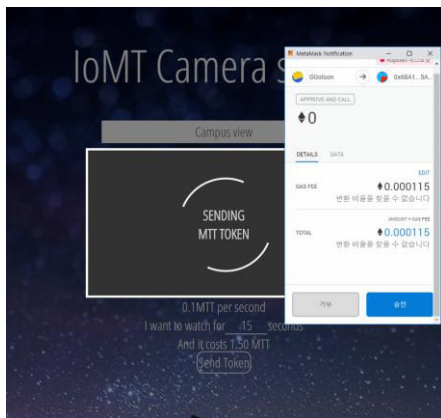 IoMT Camera s
Campus view
SENDING
MTT TOKEN
0.1MTT per second
I want to watch for 15 seconds
And it costs 1.50 MTT
Send Token
MetaMask Notification
GGolson
0x68A1...5A..
APPROVE AND CALL
0
DETAILS DATA
EDIT
GAS FEE 0.000115
변환 비율을 찾을 수 없습니다
AMOUNT + GAS FEE
TOTAL 0.000115
변환 비율을 찾을 수 없습니다
거부 승인